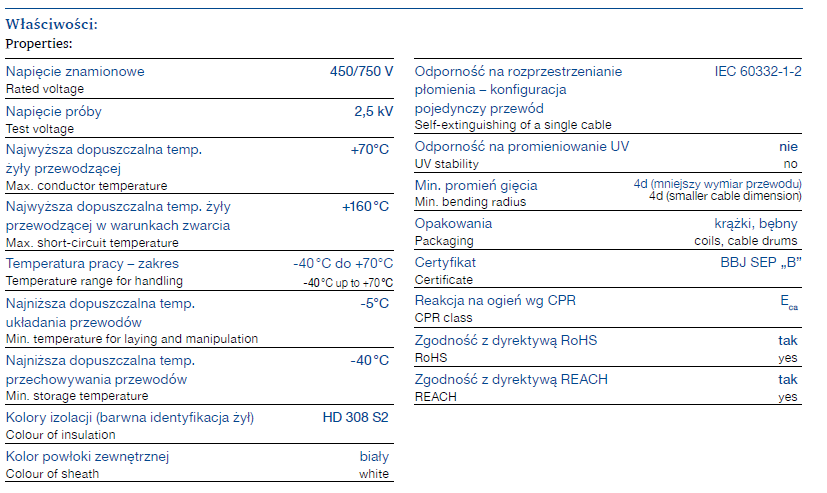 Właściwości:
Properties:
Napięcie znamionowe 450/750 V
Rated voltage
Napięcie próby 2,5 kV
Test voltage
Najwyższa dopuszczalna temp. +70°C
żyły przewodzącej
Max. conductor temperature
Najwyższa dopuszczalna temp. żyły +160°C
przewodzącej w warunkach zwarcia
Max. short-circuit temperature
Temperatura pracy – zakres -40°C do +70°C
Temperature range for handling -40°C up to +70°C
Najniższa dopuszczalna temp. -5°C
układania przewodów
Min. temperature for laying and manipulation
Najniższa dopuszczalna temp. -40°C
przechowywania przewodów
Min. storage temperature
Kolory izolacji (barwna identyfikacja żył) HD 308 S2
Colour of insulation
Kolor powłoki zewnętrznej biały
Colour of sheath white
Odporność na rozprzestrzenianie IEC 60332-1-2
płomienia – konfiguracja
pojedynczy przewód
Self-extinguishing of a single cable
Odporność na promieniowanie UV nie
UV stability no
Min. promień gięcia 4d (mniejszy wymiar przewodu)
Min. bending radius 4d (smaller cable dimension)
Opakowania krążki, bębny
Packaging coils, cable drums
Certyfikat BBJ SEP „B”
Certificate
Reakcja na ogień wg CPR Eca
CPR class
Zgodność z dyrektywą RoHS tak
RoHS yes
Zgodność z dyrektywą REACH tak
REACH yes